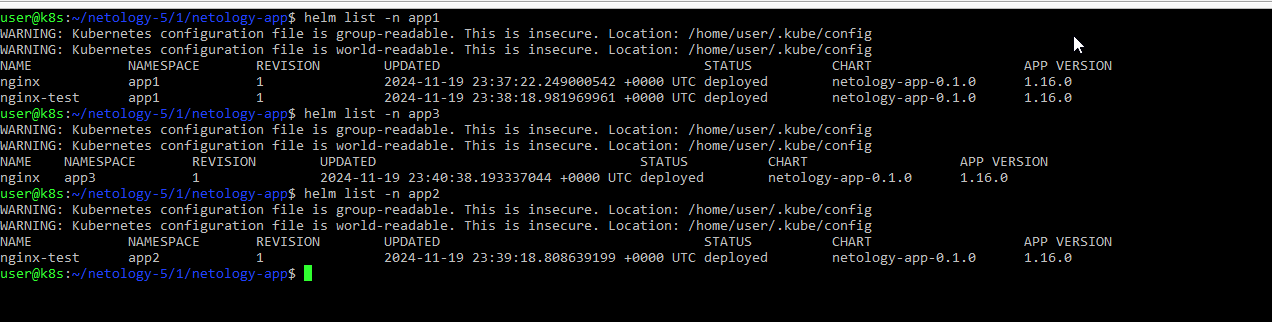 user@k8s:~/netology-5/1/netology-app$ helm list -n app1
WARNING: Kubernetes configuration file is group-readable. This is insecure. Location: /home/user/.kube/config
WARNING: Kubernetes configuration file is world-readable. This is insecure. Location: /home/user/.kube/config
NAME            NAMESPACE       REVISION        UPDATED                                 STATUS          CHART                   APP VERSION
nginx           app1            1               2024-11-19 23:37:22.249000542 +0000 UTC deployed        netology-app-0.1.0      1.16.0
nginx-test      app1            1               2024-11-19 23:38:18.981969961 +0000 UTC deployed        netology-app-0.1.0      1.16.0
user@k8s:~/netology-5/1/netology-app$ helm list -n app3
WARNING: Kubernetes configuration file is group-readable. This is insecure. Location: /home/user/.kube/config
WARNING: Kubernetes configuration file is world-readable. This is insecure. Location: /home/user/.kube/config
NAME    NAMESPACE       REVISION        UPDATED                                 STATUS          CHART                   APP VERSION
nginx   app3            1               2024-11-19 23:40:38.193337044 +0000 UTC deployed        netology-app-0.1.0      1.16.0
user@k8s:~/netology-5/1/netology-app$ helm list -n app2
WARNING: Kubernetes configuration file is group-readable. This is insecure. Location: /home/user/.kube/config
WARNING: Kubernetes configuration file is world-readable. This is insecure. Location: /home/user/.kube/config
NAME            NAMESPACE       REVISION        UPDATED                                 STATUS          CHART                   APP VERSION
nginx-test      app2            1               2024-11-19 23:39:18.808639199 +0000 UTC deployed        netology-app-0.1.0      1.16.0
user@k8s:~/netology-5/1/netology-app$